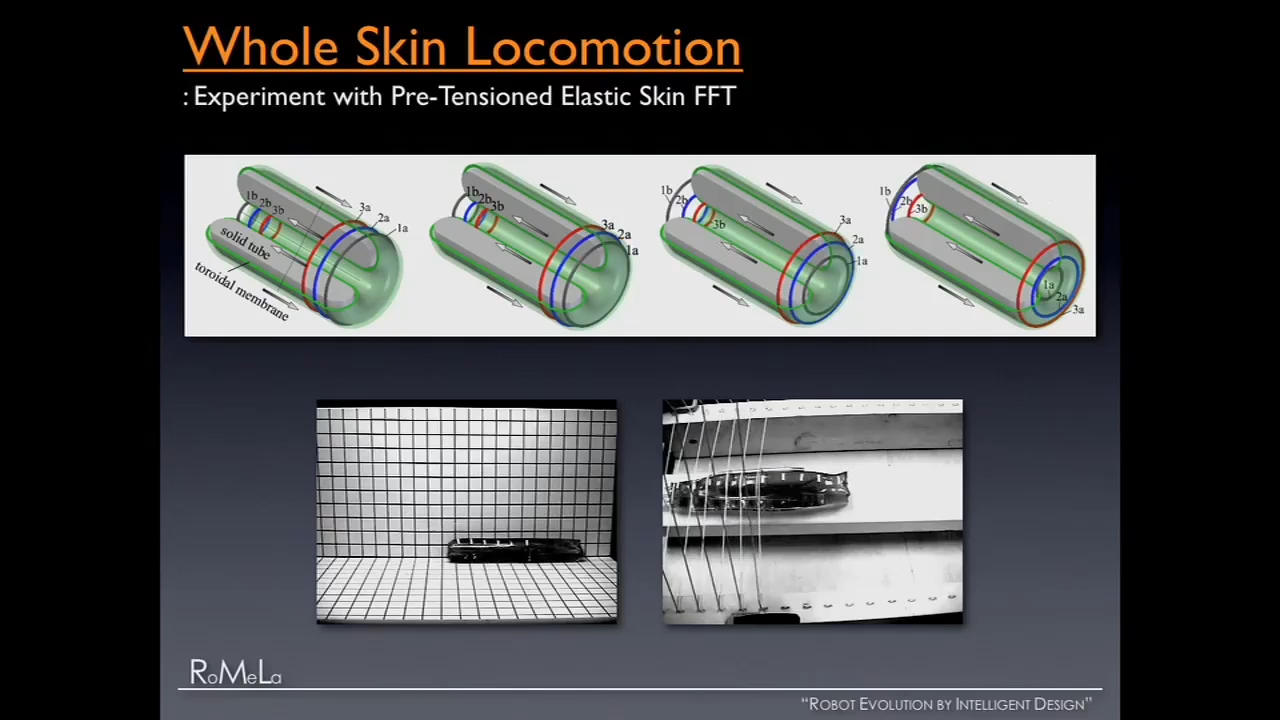 Whole Skin Locomotion
: Experiment with Pre-Tensioned Elastic Skin FFT
1b 2b 3b 3a 2a 1a
solid tube
toroidal membrane
1b 2b 3b 3a 2a 1a
1b 2b 3b 3a 2a 1a
1b 2b 3b 1a 2a 3a
RoMeLa
“Robot Evolution by Intelligent Design”